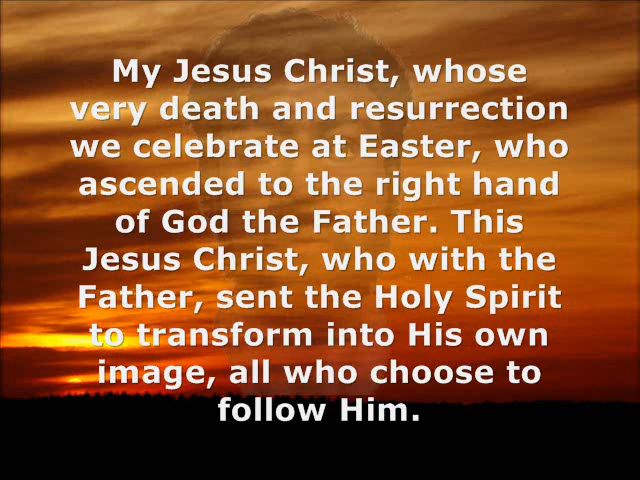 My Jesus Christ, whose
very death and resurrection
we celebrate at Easter, who
ascended to the right hand
of God the Father. This
Jesus Christ, who with the
Father, sent the Holy Spirit
to transform into His own
image, all who choose to
follow Him.